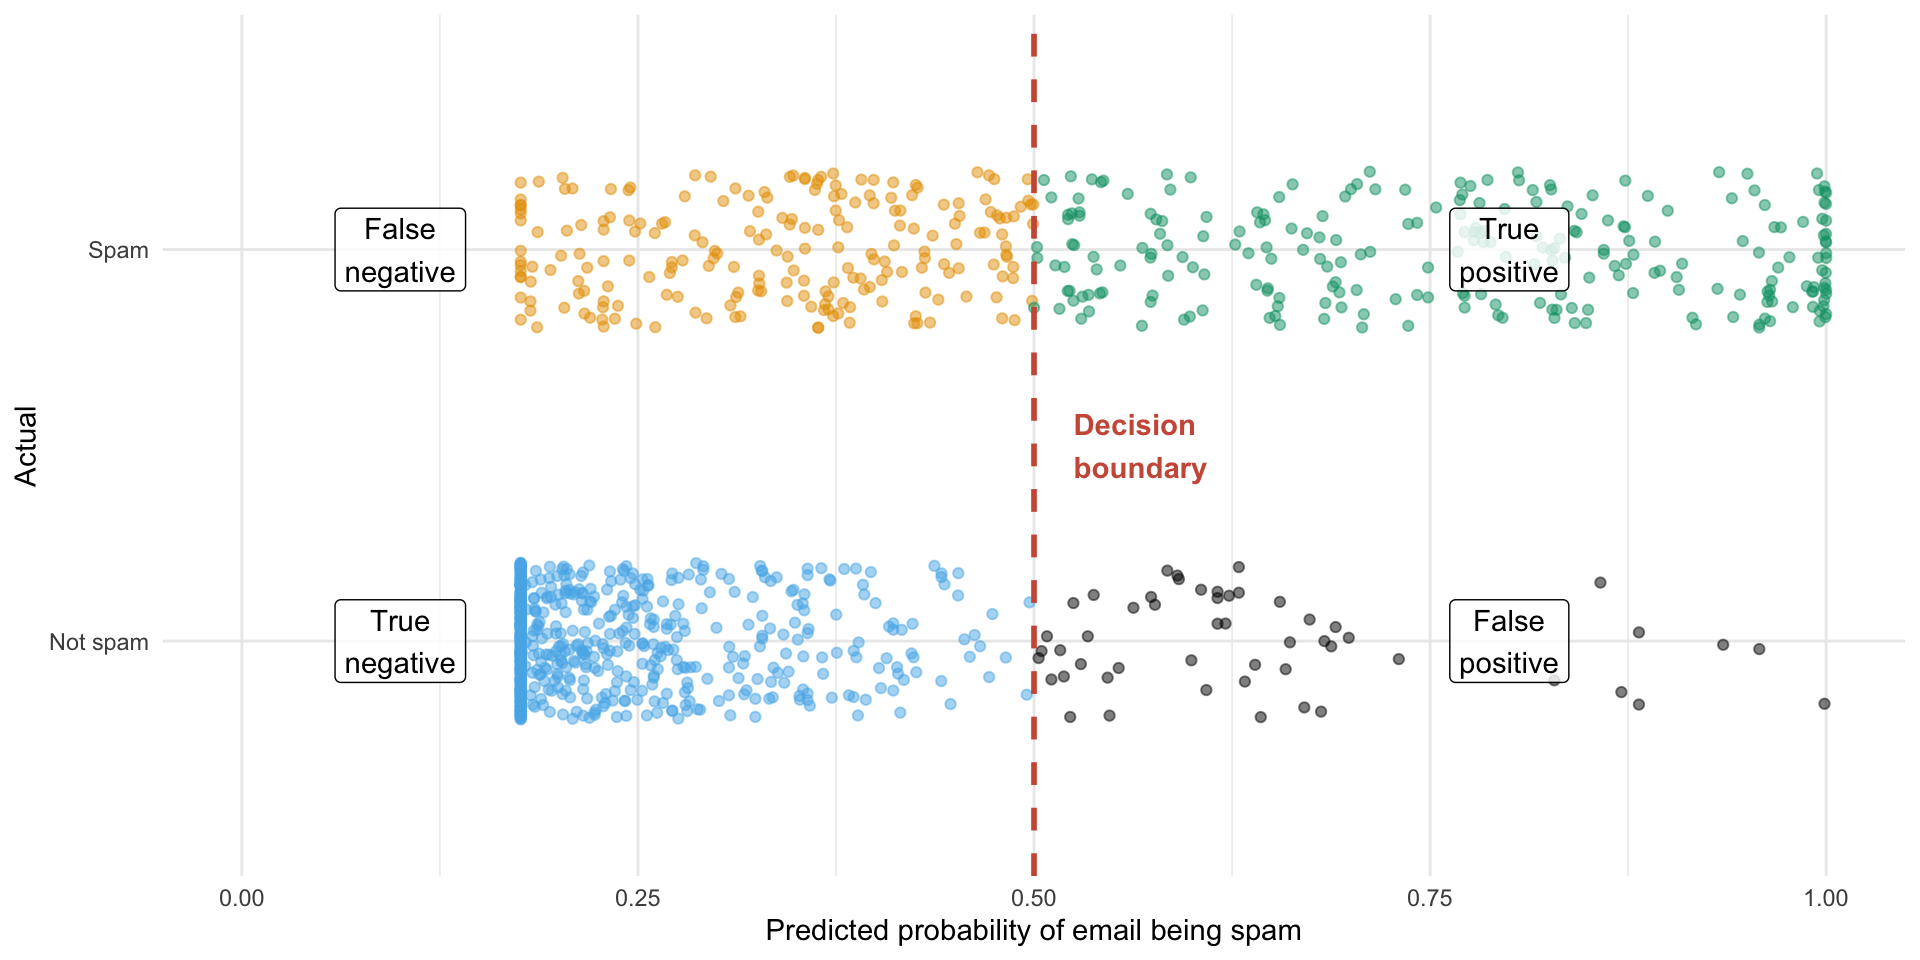 False
negative
True
positive
Spam
Decision
boundary
Actual
True
negative
False
positive
Not spam
0.00
0.25
0.50
0.75
1.00
Predicted probability of email being spam